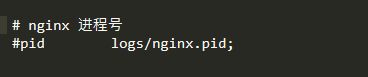 # nginx 进程号
#pid        logs/nginx.pid;